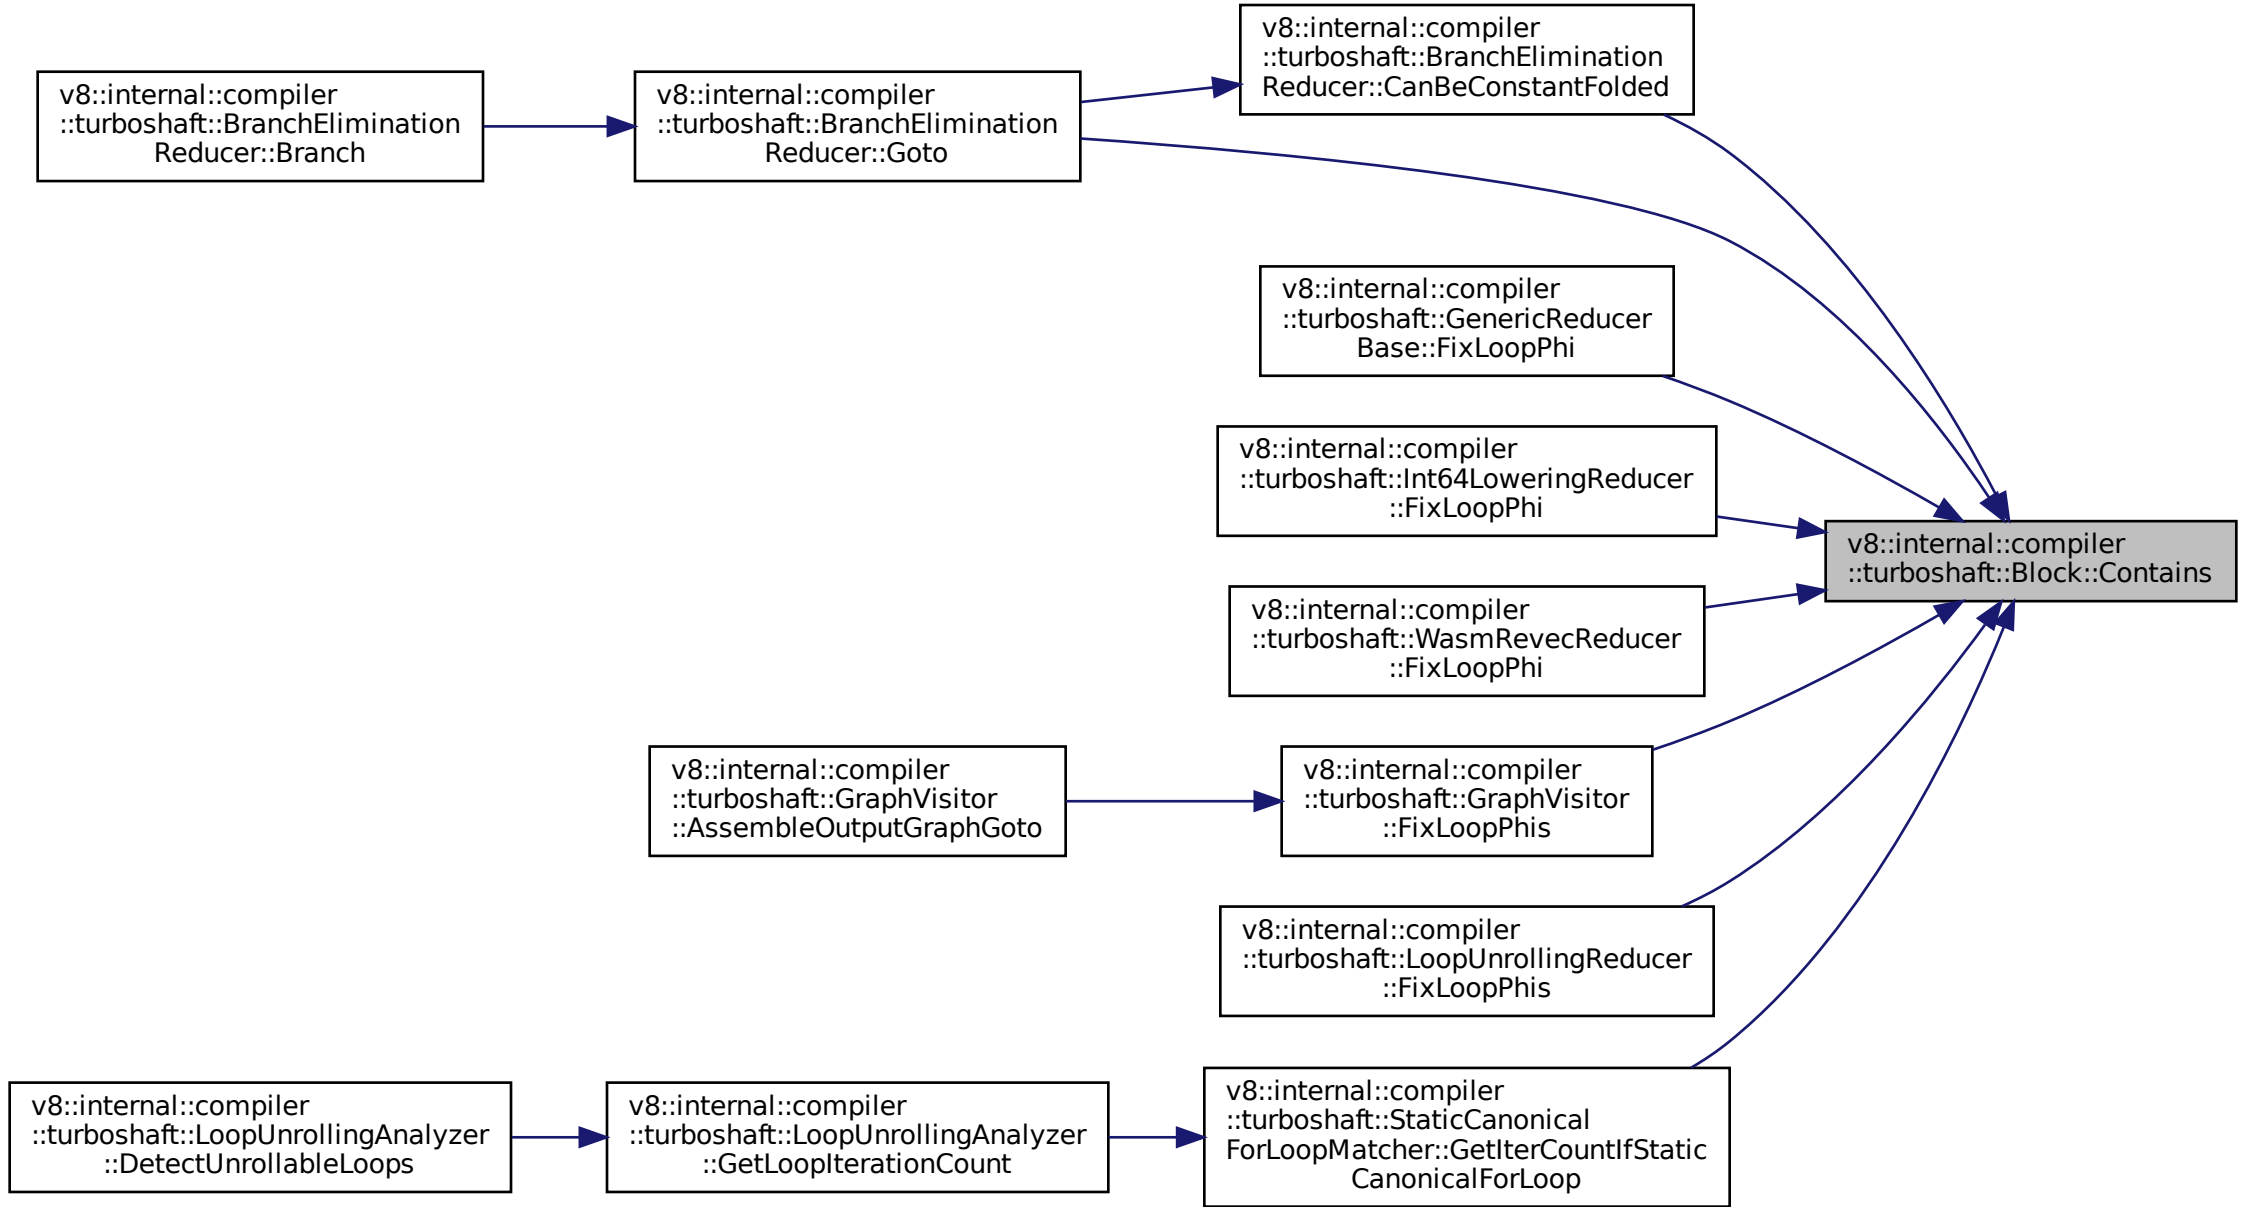 v8::internal::compiler
::turboshaft::BranchElimination
Reducer::CanBeConstantFolded
v8::internal::compiler
::turboshaft::BranchElimination
Reducer::Branch
v8::internal::compiler
::turboshaft::BranchElimination
Reducer::Goto
v8::internal::compiler
::turboshaft::GenericReducer
Base::FixLoopPhi
v8::internal::compiler
::turboshaft::Int64LoweringReducer
::FixLoopPhi
v8::internal::compiler
::turboshaft::Block::Contains
v8::internal::compiler
::turboshaft::WasmRevecReducer
::FixLoopPhi
v8::internal::compiler
::turboshaft::GraphVisitor
::AssembleOutputGraphGoto
v8::internal::compiler
::turboshaft::GraphVisitor
::FixLoopPhis
v8::internal::compiler
::turboshaft::LoopUnrollingReducer
::FixLoopPhis
v8::internal::compiler
::turboshaft::LoopUnrollingAnalyzer
::DetectUnrollableLoops
v8::internal::compiler
::turboshaft::LoopUnrollingAnalyzer
::GetLoopIterationCount
v8::internal::compiler
::turboshaft::StaticCanonical
ForLoopMatcher::GetIterCountIfStatic
CanonicalForLoop